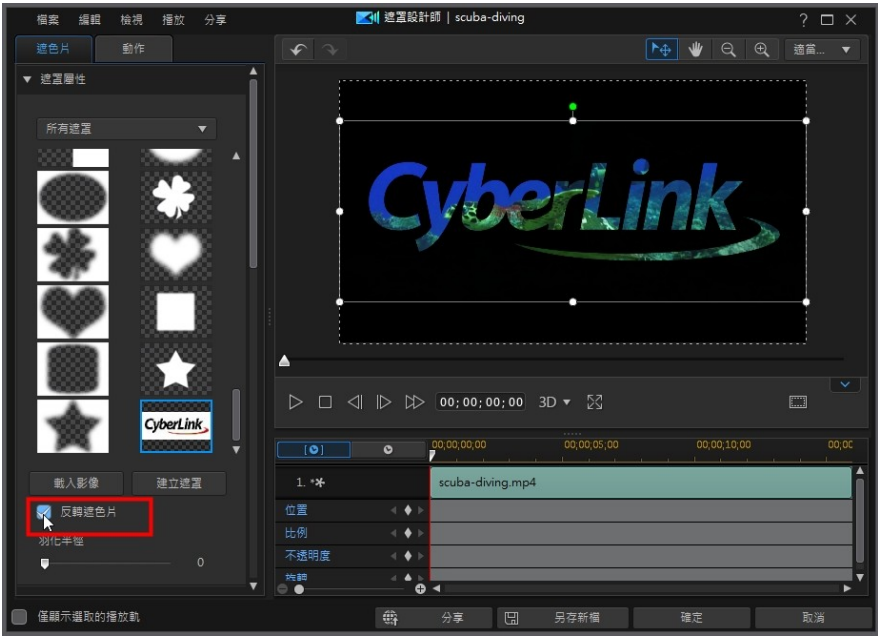 檔案 編輯 檢視 播放 分享
遮罩設計師 | scuba-diving
遮色片 動作
適當...
遮罩屬性
所有遮罩
CyberLink
CyberLink
載入影像 建立遮罩
反轉遮色片
羽化半徑
0
00;00;00;00 3D
00;00;00;00 00;00;05;00 00;00;10;00 00;00
1. scuba-diving.mp4
位置
比例
不透明度
旋轉
僅顯示選取的播放軌
分享 另存新檔 確定 取消